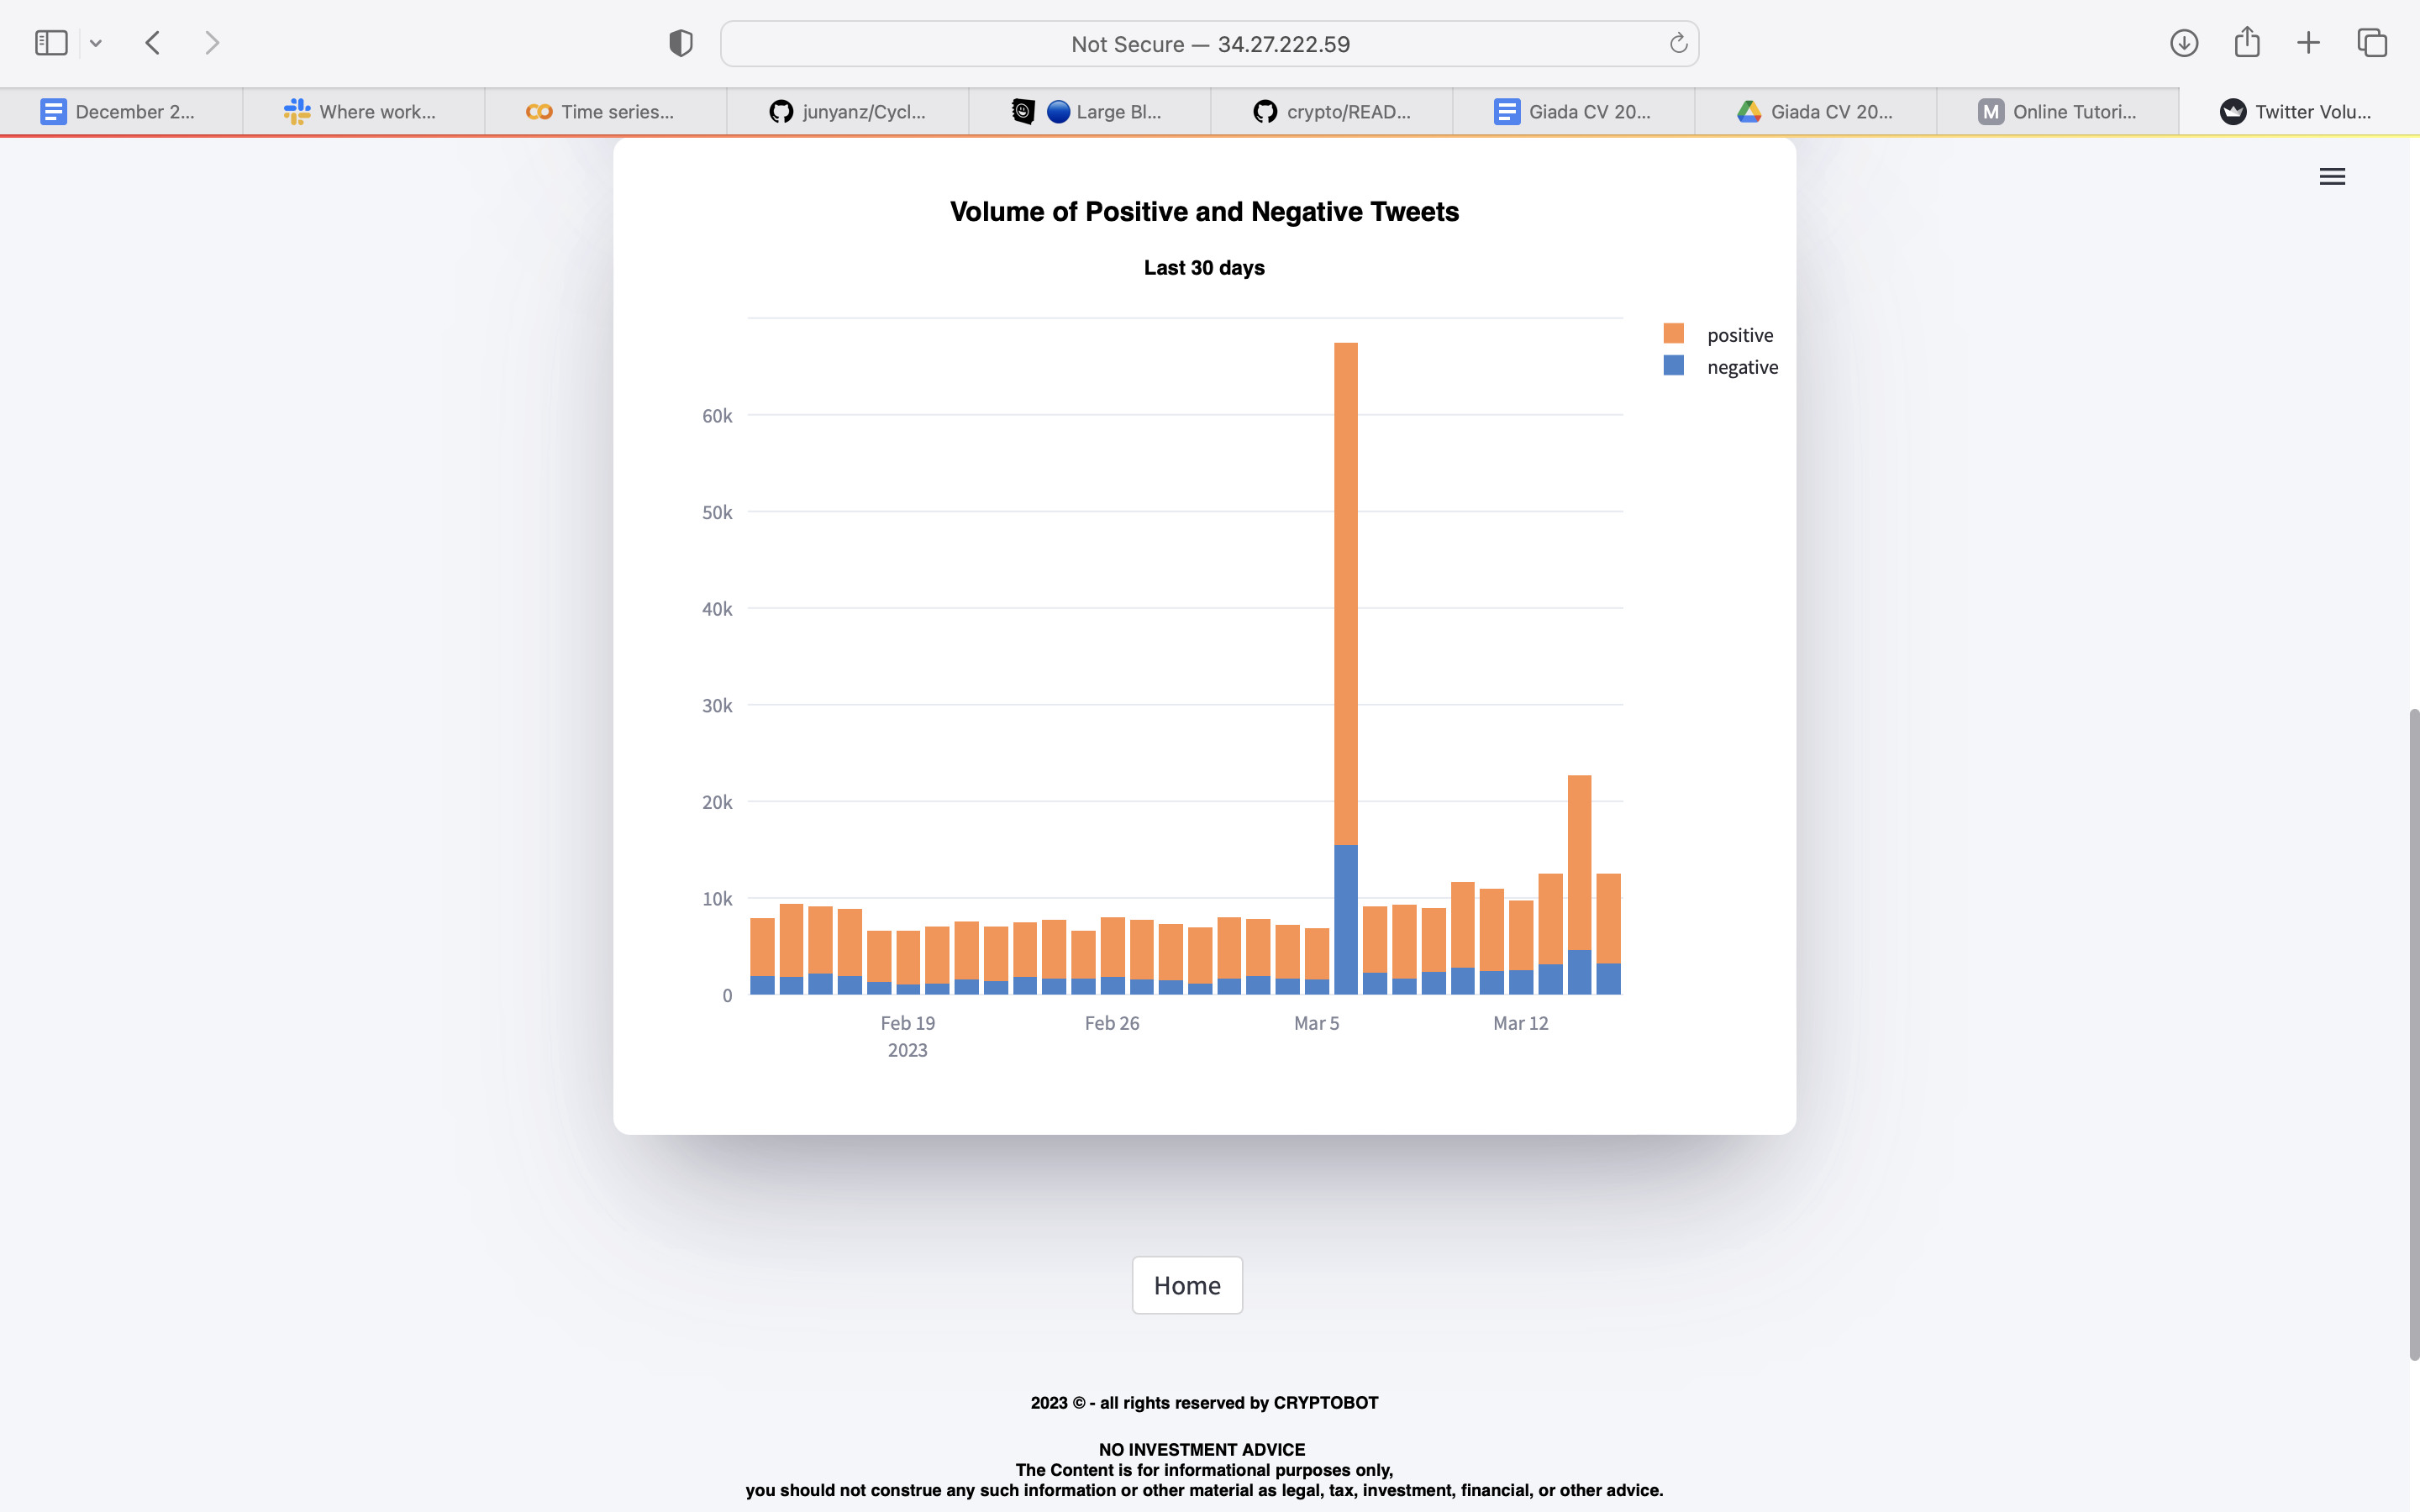 Not Secure — 34.27.222.59
December 2...
Where work...
Time series...
junyanz/Cycl...
Large Bl...
crypto/READ...
Giada CV 20...
Giada CV 20...
M
Online Tutori...
Twitter Volu...
Volume of Positive and Negative Tweets
Last 30 days
positive
negative
60k
50k
40k
30k
20k
10k
0
Feb 19
2023
Feb 26
Mar 5
Mar 12
Home
2023 © - all rights reserved by CRYPTOBOT
NO INVESTMENT ADVICE
The Content is for informational purposes only,
you should not construe any such information or other material as legal, tax, investment, financial, or other advice.